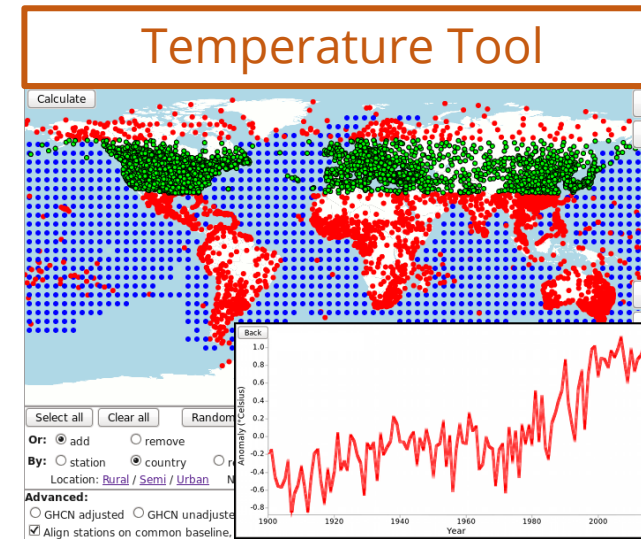 Temperature Tool
Calculate
Back
Anomaly (°Celsius)
1.0
0.8
0.6
0.4
0.2
0.0
-0.2
-0.4
-0.6
-0.8
1900 1920 1940 1960 1980 2000
Year
Select all Clear all Random
Or: add remove
By: station country
Location: Rural / Semi / Urban
Advanced:
GHCN adjusted GHCN unadjuste
Align stations on common baseline,